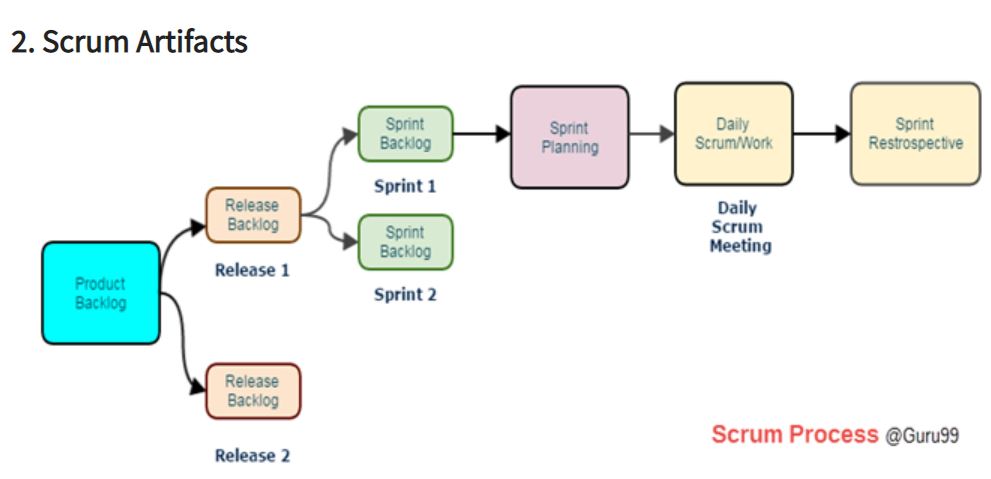 2. Scrum Artifacts
Sprint
Backlog
Sprint 1
Sprint
Planning
Daily
Scrum/Work
Daily
Scrum
Meeting
Sprint
Restrospective
Release
Backlog
Release 1
Sprint
Backlog
Sprint 2
Product
Backlog
Release
Backlog
Release 2
Scrum Process @Guru99